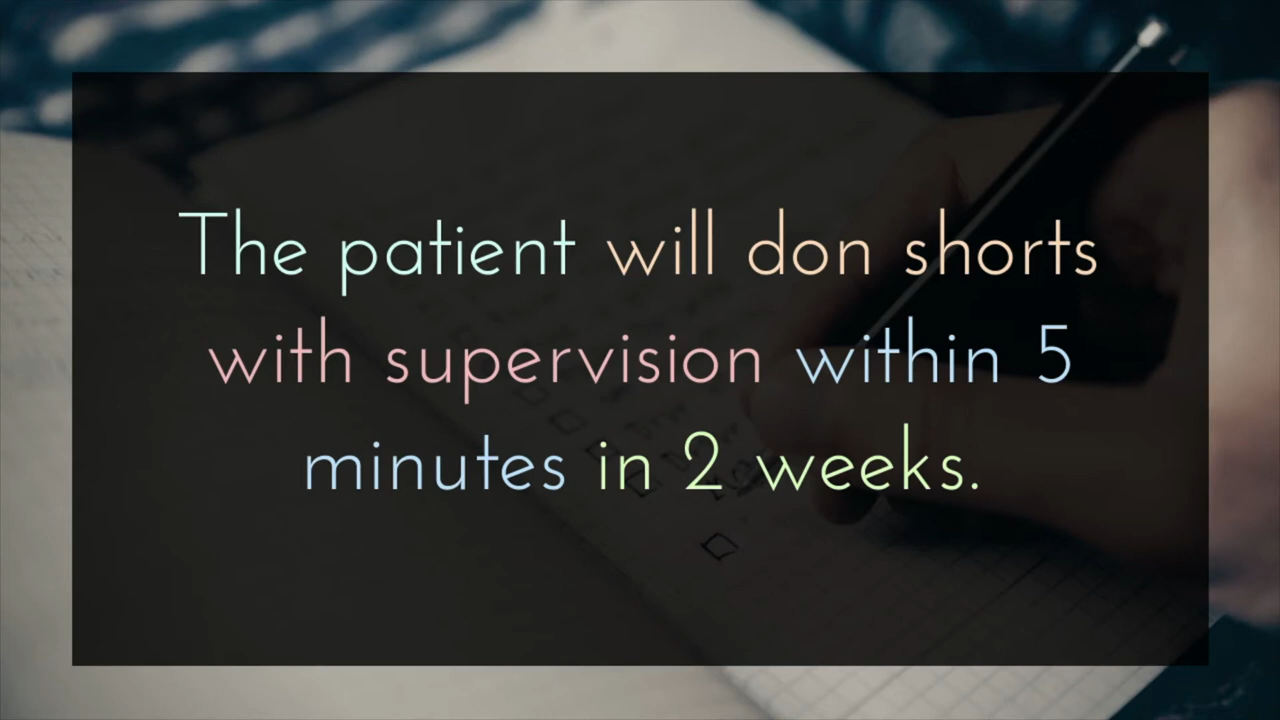 The patient will don shorts
with supervision within 5
minutes in 2 weeks.